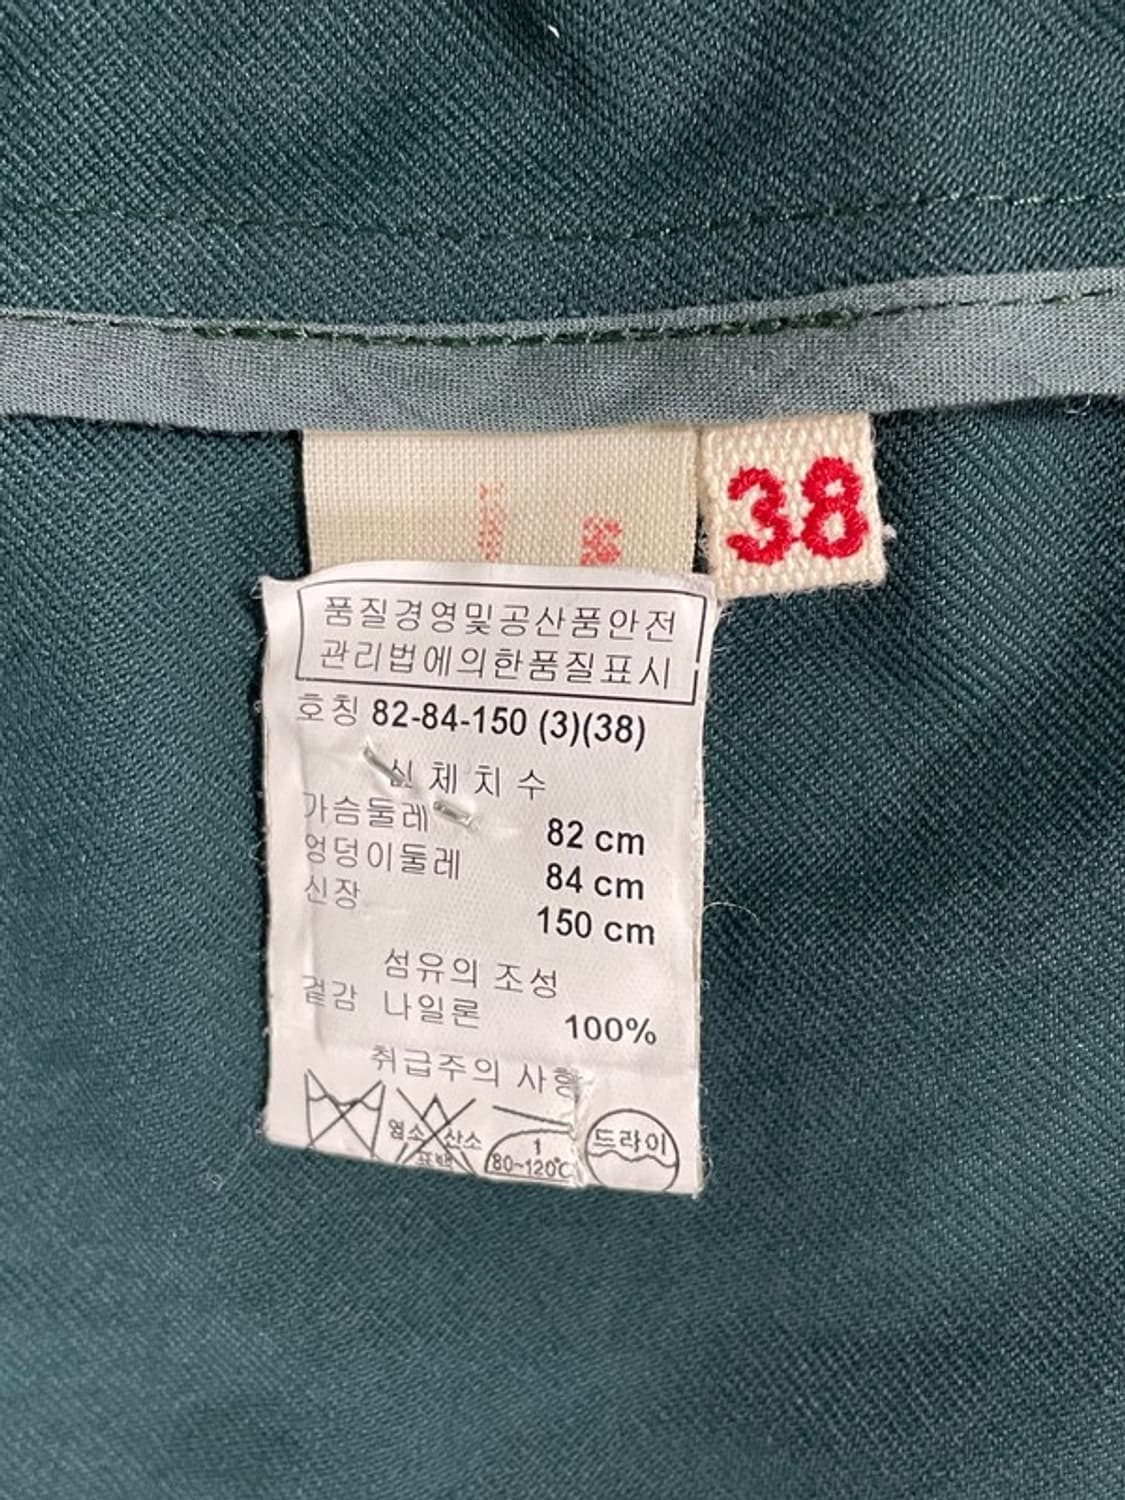 38
품질경영및공산품안전
관리법에의한품질표시
호칭 82-84-150 (3)(38)
신체치수
가슴둘레 82 cm
엉덩이둘레 84 cm
신장 150 cm
섬유의 조성
겉감 나일론 100%
취급주의 사항
염소 산소
표백
1
80~120℃
드라이